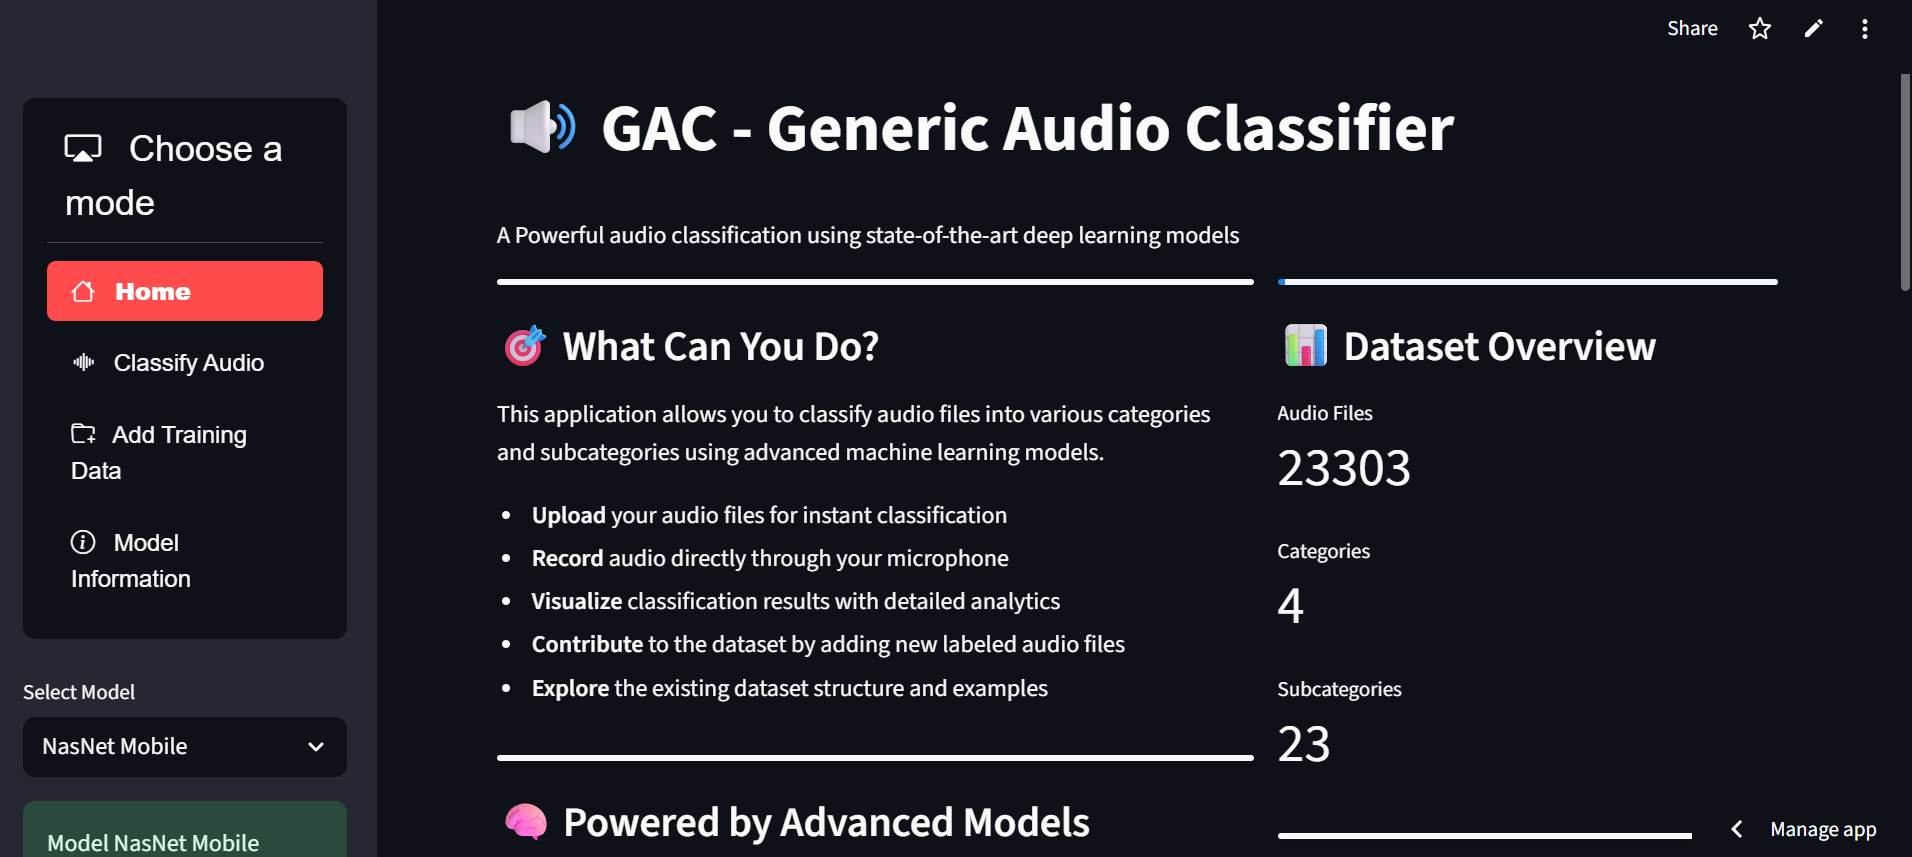 Share
Choose a
mode
Home
Classify Audio
Add Training
Data
Model
Information
Select Model
NasNet Mobile
Model NasNet Mobile
GAC - Generic Audio Classifier
A Powerful audio classification using state-of-the-art deep learning models
What Can You Do?
This application allows you to classify audio files into various categories
and subcategories using advanced machine learning models.
Upload your audio files for instant classification
Record audio directly through your microphone
Visualize classification results with detailed analytics
Contribute to the dataset by adding new labeled audio files
Explore the existing dataset structure and examples
Powered by Advanced Models
Dataset Overview
Audio Files
23303
Categories
4
Subcategories
23
Manage app